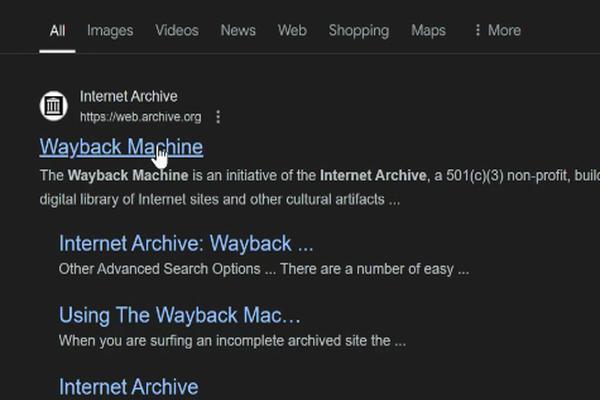 All Images Videos News Web Shopping Maps More
Internet Archive
https://web.archive.org
Wayback Machine
The Wayback Machine is an initiative of the Internet Archive, a 501(c)(3) non-profit,
digital library of Internet sites and other cultural artifacts ...
Internet Archive: Wayback ...
Other Advanced Search Options ... There are a number of easy ...
Using The Wayback Mac...
When you are surfing an incomplete archived site the ...
Internet Archive